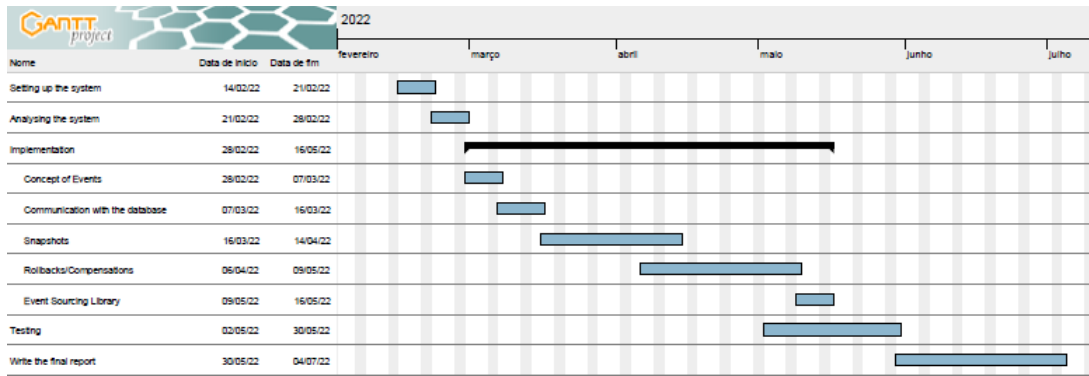 GANTT project
2022
fevereiro março abril maio junho julho
Nome Data de início Data de fim
Setting up the system 14/02/22 21/02/22
Analysing the system 21/02/22 28/02/22
Implementation 28/02/22 16/05/22
Concept of Events 28/02/22 07/03/22
Communication with the database 07/03/22 16/03/22
Snapshots 16/03/22 14/04/22
Rollbacks/Compensations 06/04/22 09/05/22
Event Sourcing Library 09/05/22 16/05/22
Testing 02/05/22 30/05/22
Write the final report 30/05/22 04/07/22